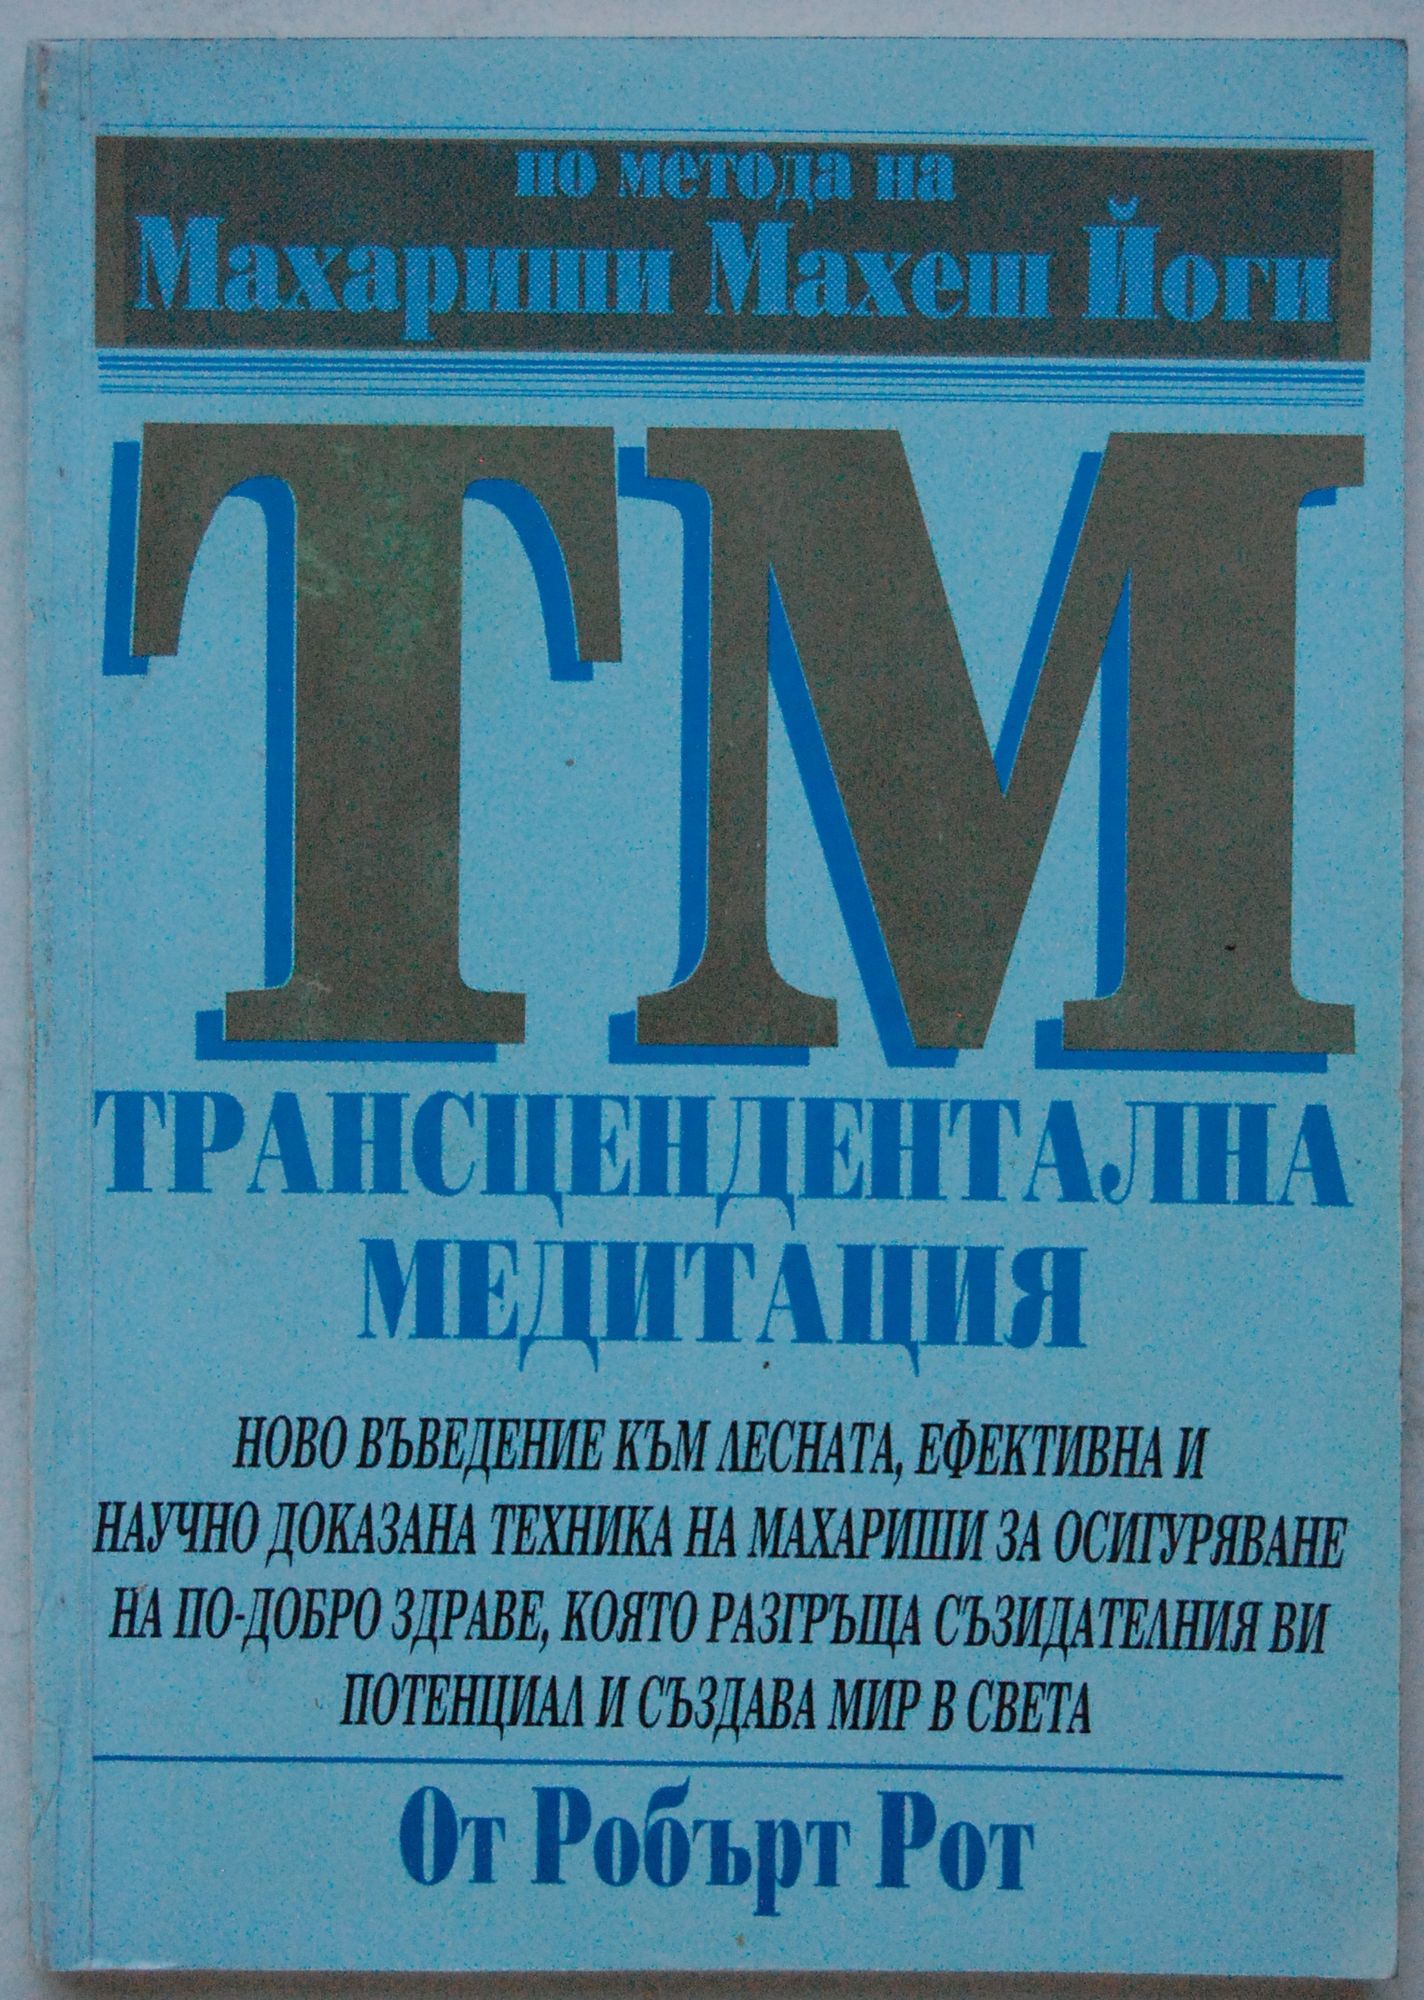 по метода на
Махариши Махеш Йоги
ТМ
ТРАНСЦЕНДЕНТАЛНА
МЕДИТАЦИЯ
НОВО ВЪВЕДЕНИЕ КЪМ ЛЕСНАТА, ЕФЕКТИВНА И
НАУЧНО ДОКАЗАНА ТЕХНИКА НА МАХАРИШИ ЗА ОСИГУРЯВАНЕ
НА ПО-ДОБРО ЗДРАВЕ, КОЯТО РАЗГРЪЩА СЪЗИДАТЕЛНИЯ ВИ
ПОТЕНЦИАЛ И СЪЗДАВА МИР В СВЕТА
От Робърт Рот